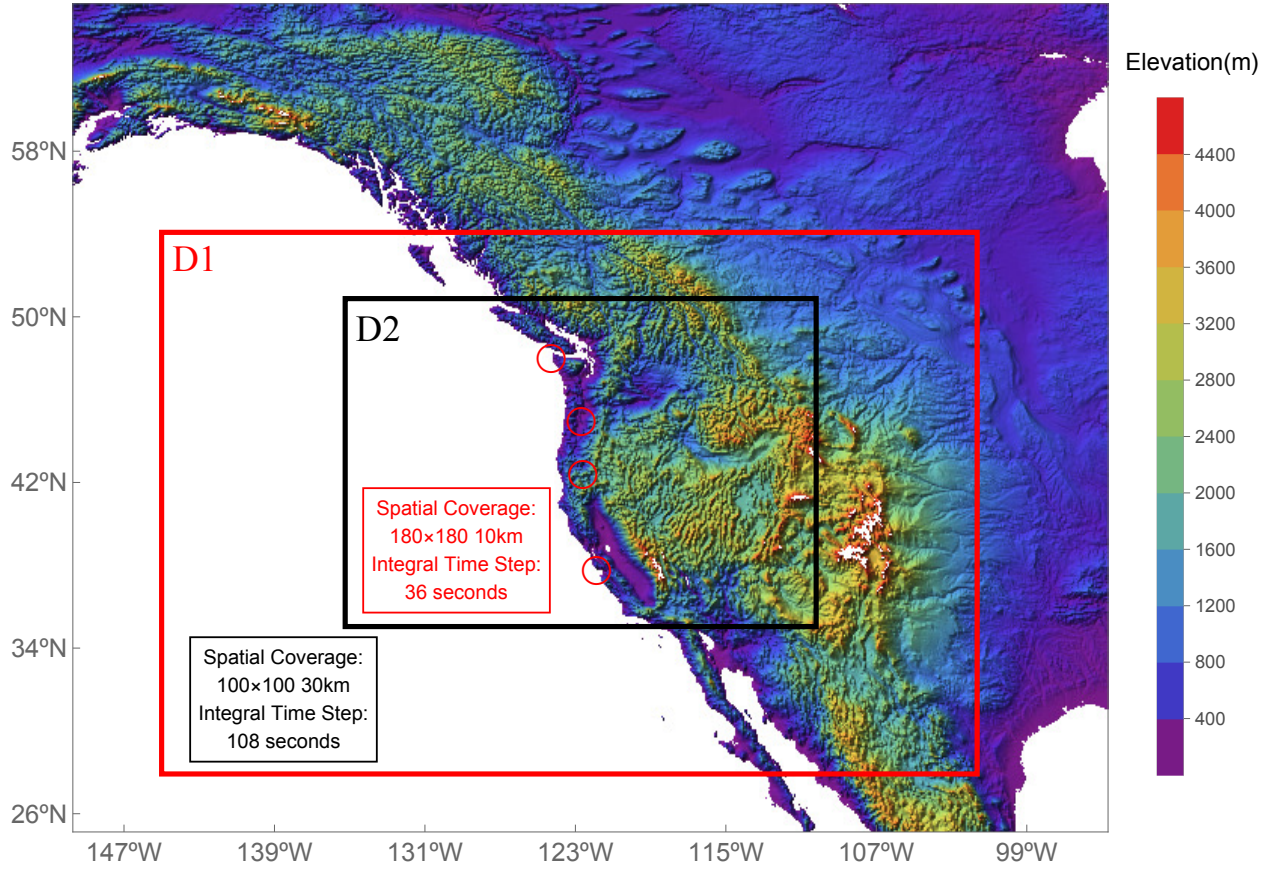 Elevation(m)
4400
4000
3600
3200
2800
2400
2000
1600
1200
800
400
58ºN
50ºN
42ºN
34ºN
26ºN
D1
D2
Spatial Coverage:
180×180 10km
Integral Time Step:
36 seconds
Spatial Coverage:
100×100 30km
Integral Time Step:
108 seconds
147ºW
139ºW
131ºW
123ºW
115ºW
107ºW
99ºW